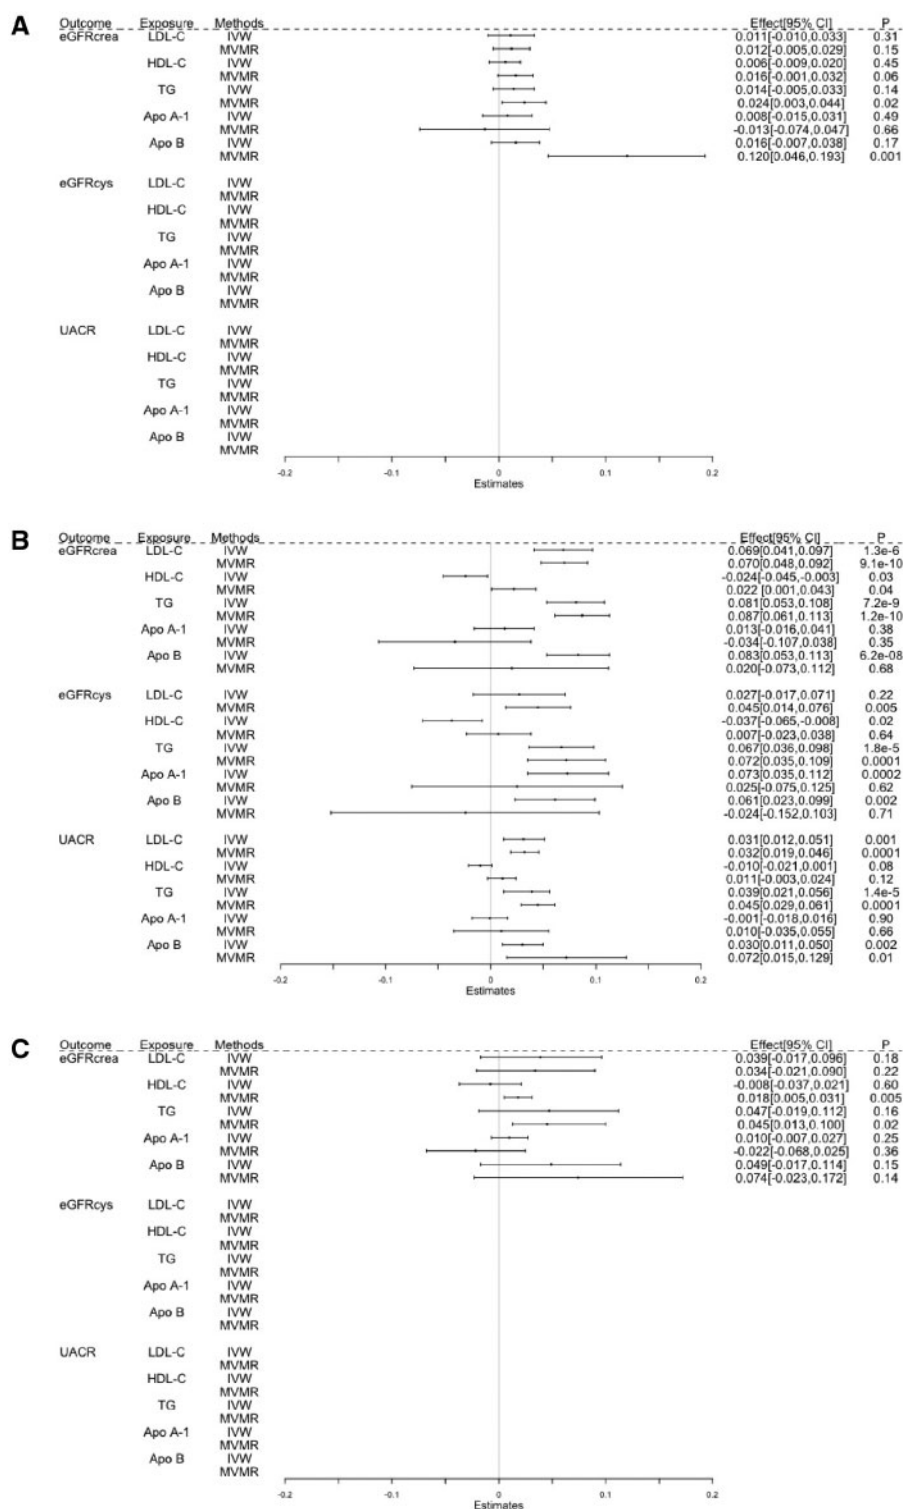 A
Outcome Exposure Methods Effect[95% CI] P
eGFRcrea LDL-C IVW 0.011[-0.010,0.033] 0.31
MVMR 0.012[-0.005,0.029] 0.15
HDL-C IVW 0.006[-0.009,0.020] 0.45
MVMR 0.016[-0.001,0.032] 0.06
TG IVW 0.014[-0.005,0.033] 0.14
MVMR 0.024[0.003,0.044] 0.02
Apo A-1 IVW 0.008[-0.015,0.031] 0.49
MVMR -0.013[-0.074,0.047] 0.66
Apo B IVW 0.016[-0.007,0.038] 0.17
MVMR 0.120[0.046,0.193] 0.001
eGFRcys LDL-C IVW
MVMR
HDL-C IVW
MVMR
TG IVW
MVMR
Apo A-1 IVW
MVMR
Apo B IVW
MVMR
UACR LDL-C IVW
MVMR
HDL-C IVW
MVMR
TG IVW
MVMR
Apo A-1 IVW
MVMR
Apo B IVW
MVMR
-0.2 -0.1 0 0.1 0.2
Estimates
B
Outcome Exposure Methods Effect[95% CI] P
eGFRcrea LDL-C IVW 0.069[0.041,0.097] 1.3e-6
MVMR 0.070[0.048,0.092] 9.1e-10
HDL-C IVW -0.024[-0.045,-0.003] 0.03
MVMR 0.022 [0.001,0.043] 0.04
TG IVW 0.081[0.053,0.108] 7.2e-9
MVMR 0.087[0.061,0.113] 1.2e-10
Apo A-1 IVW 0.013[-0.016,0.041] 0.38
MVMR -0.034[-0.107,0.038] 0.35
Apo B IVW 0.083[0.053,0.113] 6.2e-08
MVMR 0.020[-0.073,0.112] 0.68
eGFRcys LDL-C IVW 0.027[-0.017,0.071] 0.22
MVMR 0.045[0.014,0.076] 0.005
HDL-C IVW -0.037[-0.065,-0.008] 0.02
MVMR 0.007[-0.023,0.038] 0.64
TG IVW 0.067[0.036,0.098] 1.8e-5
MVMR 0.072[0.035,0.109] 0.0001
Apo A-1 IVW 0.073[0.035,0.112] 0.0002
MVMR 0.025[-0.075,0.125] 0.62
Apo B IVW 0.061[0.023,0.099] 0.002
MVMR -0.024[-0.152,0.103] 0.71
UACR LDL-C IVW 0.031[0.012,0.051] 0.001
MVMR 0.032[0.019,0.046] 0.0001
HDL-C IVW -0.010[-0.021,0.001] 0.08
MVMR 0.011[-0.003,0.024] 0.12
TG IVW 0.039[0.021,0.056] 1.4e-5
MVMR 0.045[0.029,0.061] 0.0001
Apo A-1 IVW -0.001[-0.018,0.016] 0.90
MVMR 0.010[-0.035,0.055] 0.66
Apo B IVW 0.030[0.011,0.050] 0.002
MVMR 0.072[0.015,0.129] 0.01
-0.2 -0.1 0 0.1 0.2
Estimates
C
Outcome Exposure Methods Effect[95% CI] P
eGFRcrea LDL-C IVW 0.039[-0.017,0.096] 0.18
MVMR 0.034[-0.021,0.090] 0.22
HDL-C IVW -0.008[-0.037,0.021] 0.60
MVMR 0.018[0.005,0.031] 0.005
TG IVW 0.047[-0.019,0.112] 0.16
MVMR 0.045[0.013,0.100] 0.02
Apo A-1 IVW 0.010[-0.007,0.027] 0.25
MVMR -0.022[-0.068,0.025] 0.36
Apo B IVW 0.049[-0.017,0.114] 0.15
MVMR 0.074[-0.023,0.172] 0.14
eGFRcys LDL-C IVW
MVMR
HDL-C IVW
MVMR
TG IVW
MVMR
Apo A-1 IVW
MVMR
Apo B IVW
MVMR
UACR LDL-C IVW
MVMR
HDL-C IVW
MVMR
TG IVW
MVMR
Apo A-1 IVW
MVMR
Apo B IVW
MVMR
-0.2 -0.1 0 0.1 0.2
Estimates